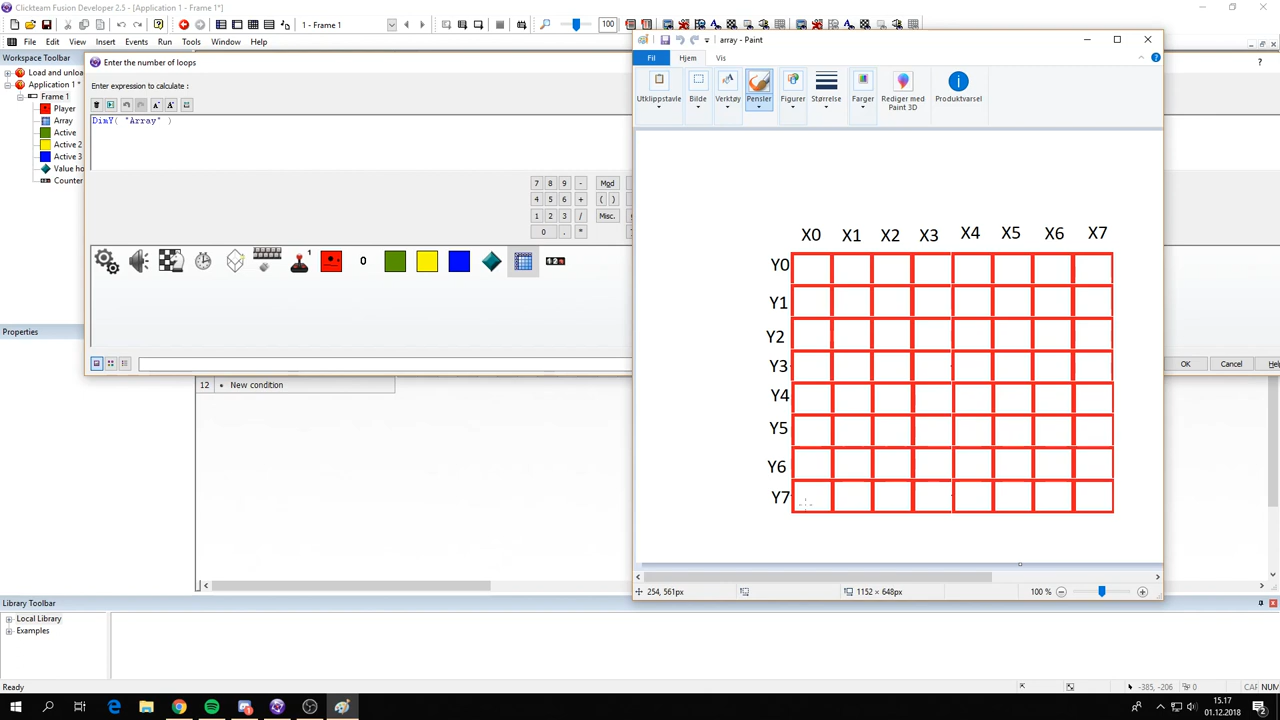 Clickteam Fusion Developer 2.5 - [Application 1 - Frame 1*]
1 - Frame 1
100
File Edit View Insert Events Run Tools Window Help
Workspace Toolbar
Load and unloa
Application 1 *
Frame 1
Player
Array
Active
Active 2
Active 3
Value ho
Counter
Properties
Enter the number of loops
Enter expression to calculate :
DimY( "Array" )
7 8 9 - Mod
4 5 6 + ( )
1 2 3 / Misc.
0 . *
0
OK Cancel Help
12 • New condition
array - Paint
Fil Hjem Vis
Utklippstavle
Bilde
Verktøy
Pensler
Figurer
Størrelse
Farger
Rediger med
Paint 3D
Produktvarsel
X0 X1 X2 X3 X4 X5 X6 X7
Y0
Y1
Y2
Y3
Y4
Y5
Y6
Y7
254, 561px
1152 × 648px
100 %
Library Toolbar
Local Library
Examples
Ready
-385, -206
0
CAP NUM
15.17
01.12.2018
2